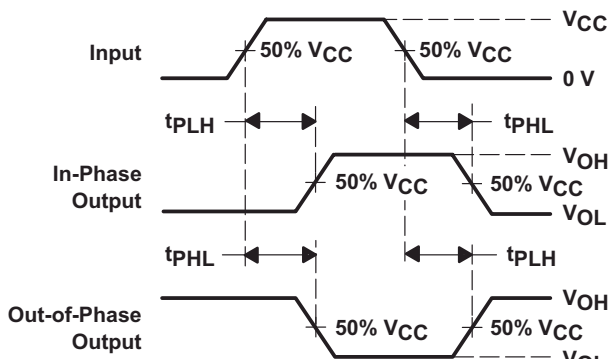 VCC
Input
50% VCC
50% VCC
0 V
tPLH
tPHL
VOH
In-Phase
Output
50% VCC
50% VCC
VOL
tPHL
tPLH
VOH
Out-of-Phase
Output
50% VCC
50% VCC
VOL